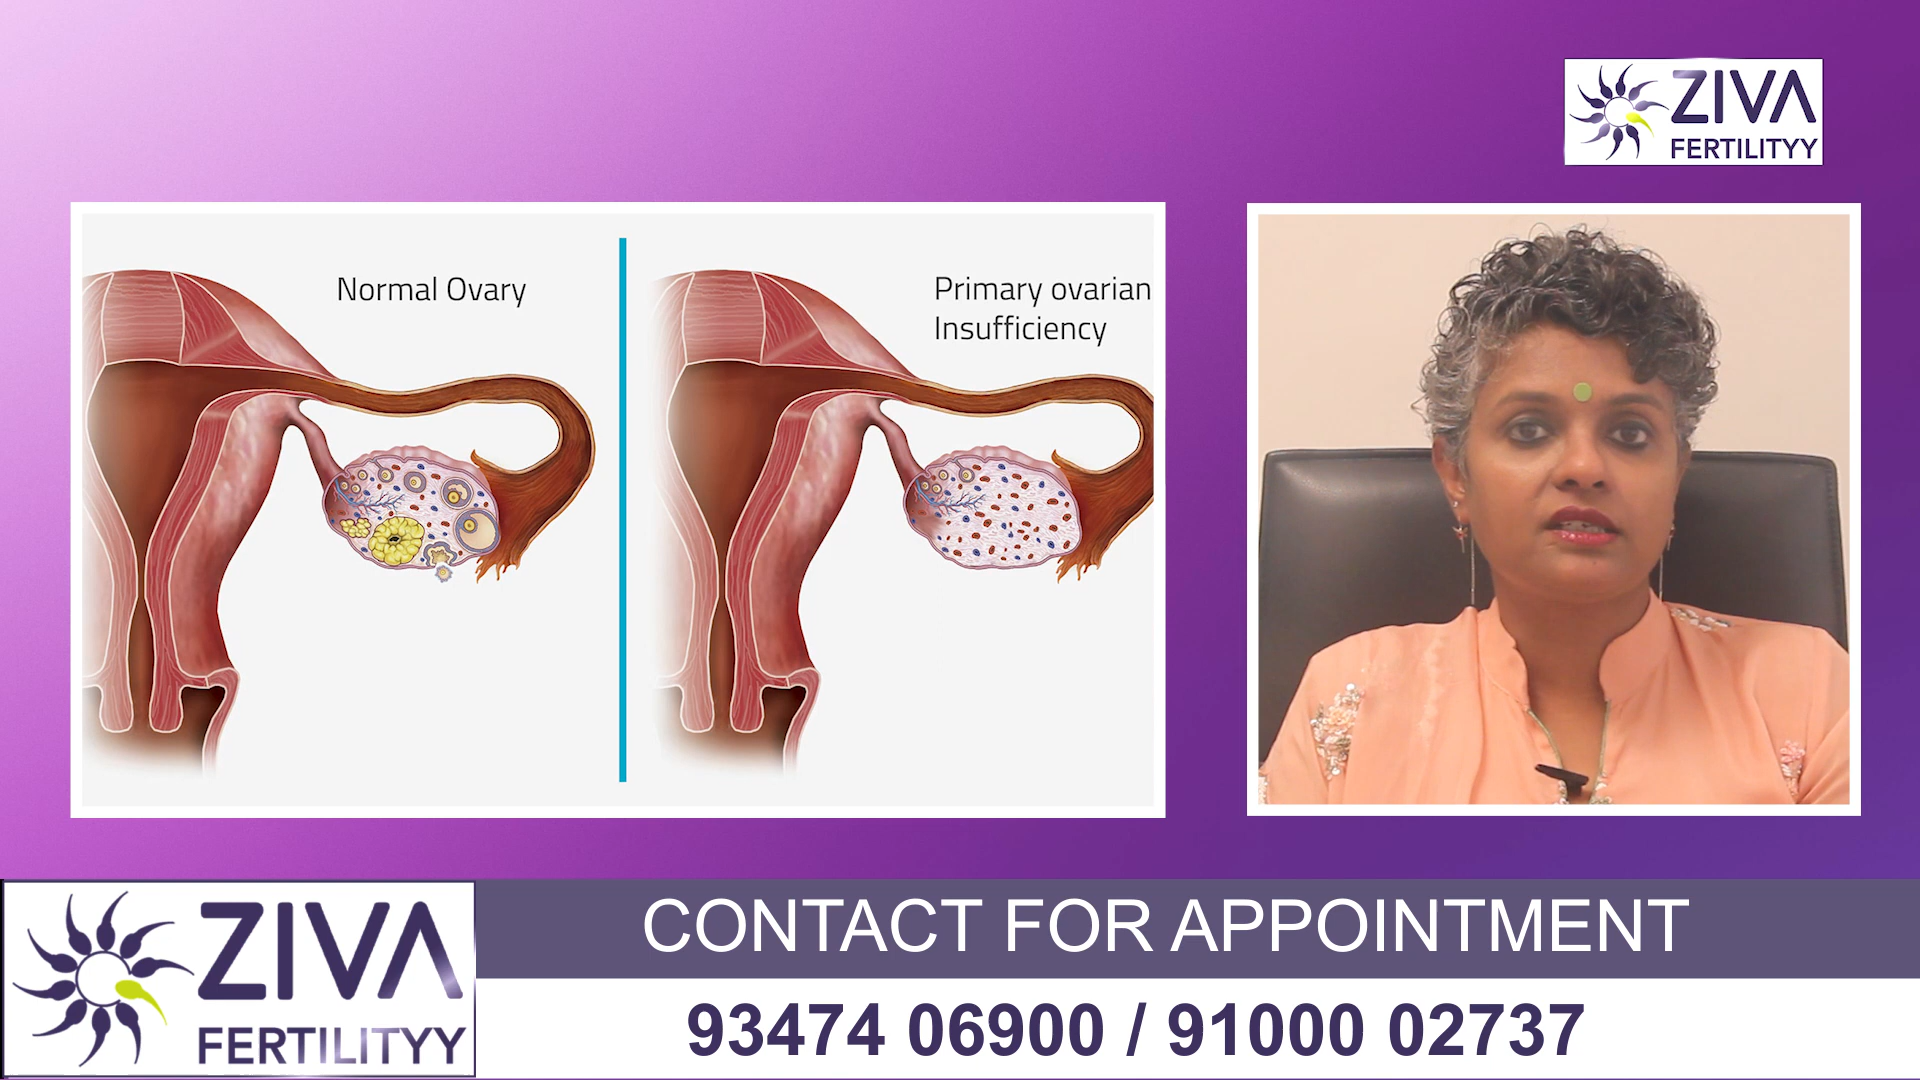 ZIVA
FERTILITYY
Normal Ovary
Primary ovarian
Insufficiency
ZIVA
FERTILITYY
CONTACT FOR APPOINTMENT
93474 06900 / 91000 02737